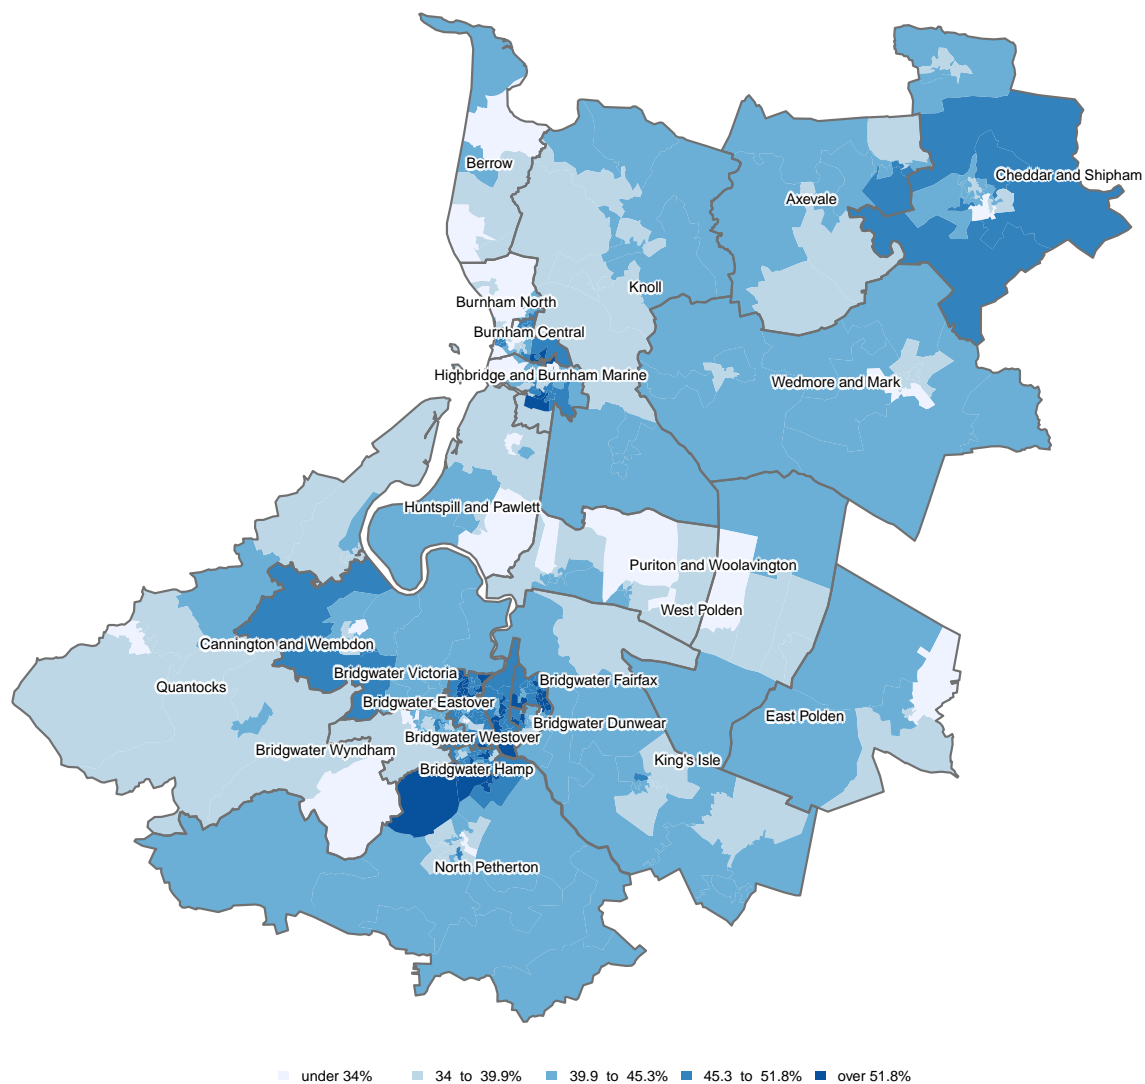 Berrow
Cheddar and Shipham
Axevale
Knoll
Burnham North
Burnham Central
Highbridge and Burnham Marine
Wedmore and Mark
Huntspill and Pawlett
Puriton and Woolavington
West Polden
Cannington and Wembdon
Quantocks
Bridgwater Victoria
Bridgwater Fairfax
Bridgwater Eastover
East Polden
Bridgwater Dunwear
Bridgwater Westover
Bridgwater Wyndham
King's Isle
Bridgwater Hamp
North Petherton
under 34% 34 to 39.9% 39.9 to 45.3% 45.3 to 51.8% over 51.8%